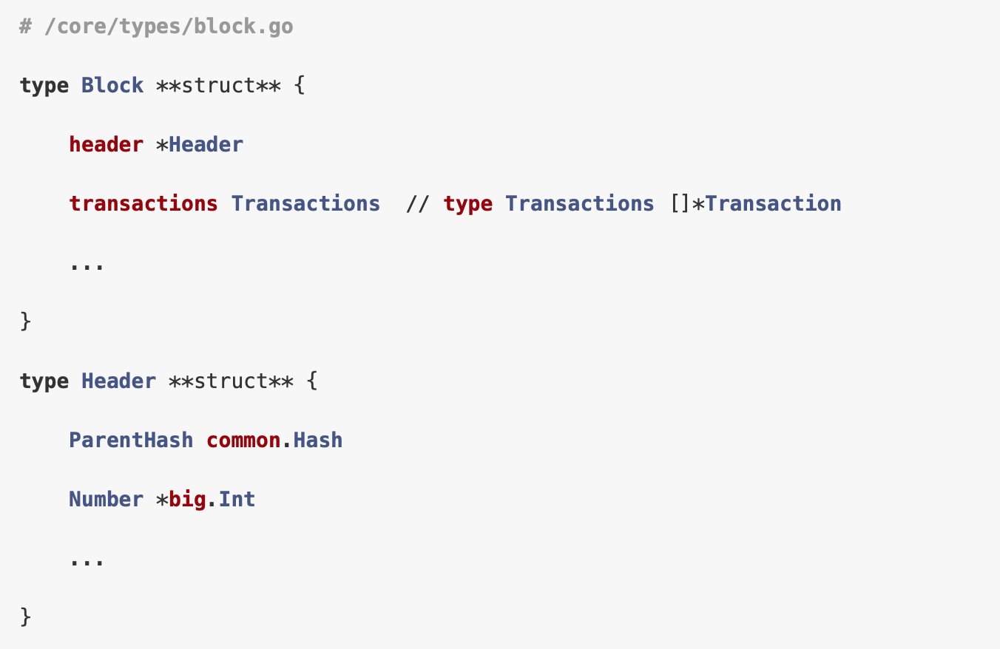 # /core/types/block.go
type Block **struct** {
    header *Header
    transactions Transactions  // type Transactions []*Transaction
    ...
}
type Header **struct** {
    ParentHash common.Hash
    Number *big.Int
    ...
}